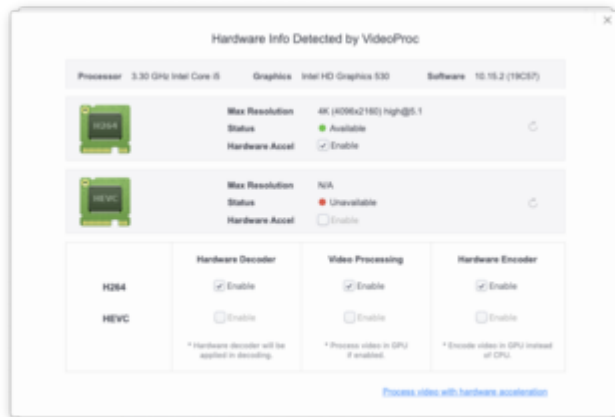 Hardware Info Detected by VideoProc
Processor 3.30 GHz Intel Core i5 Graphics Intel HD Graphics 530 Software 10.15.2 (19C57)
H264
Max Resolution 4K (4096x2160) high@5.1
Status Available
Hardware Accel Enable
HEVC
Max Resolution N/A
Status Unavailable
Hardware Accel Enable
Hardware Decoder Video Processing Hardware Encoder
H264 Enable Enable Enable
HEVC Enable Enable Enable
* Hardware decoder will be * Process video in GPU * Encode video in GPU instead
applied in decoding. if enabled. of CPU.
Process video with hardware acceleration